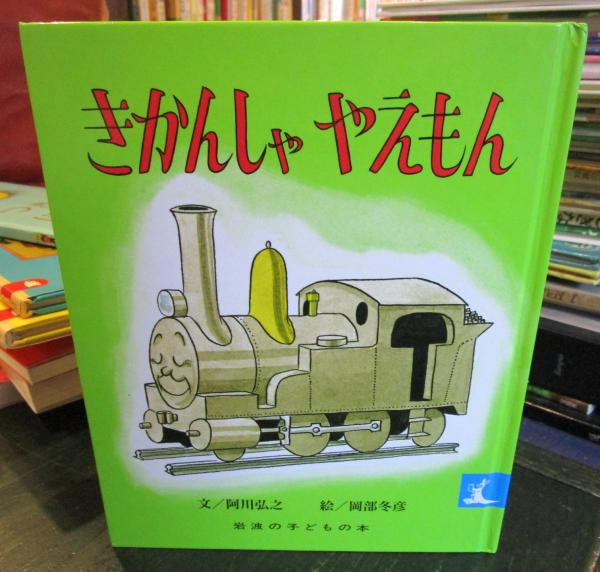 きかんしゃ やえもん
文／阿川弘之 絵／岡部冬彦
岩波の子どもの本